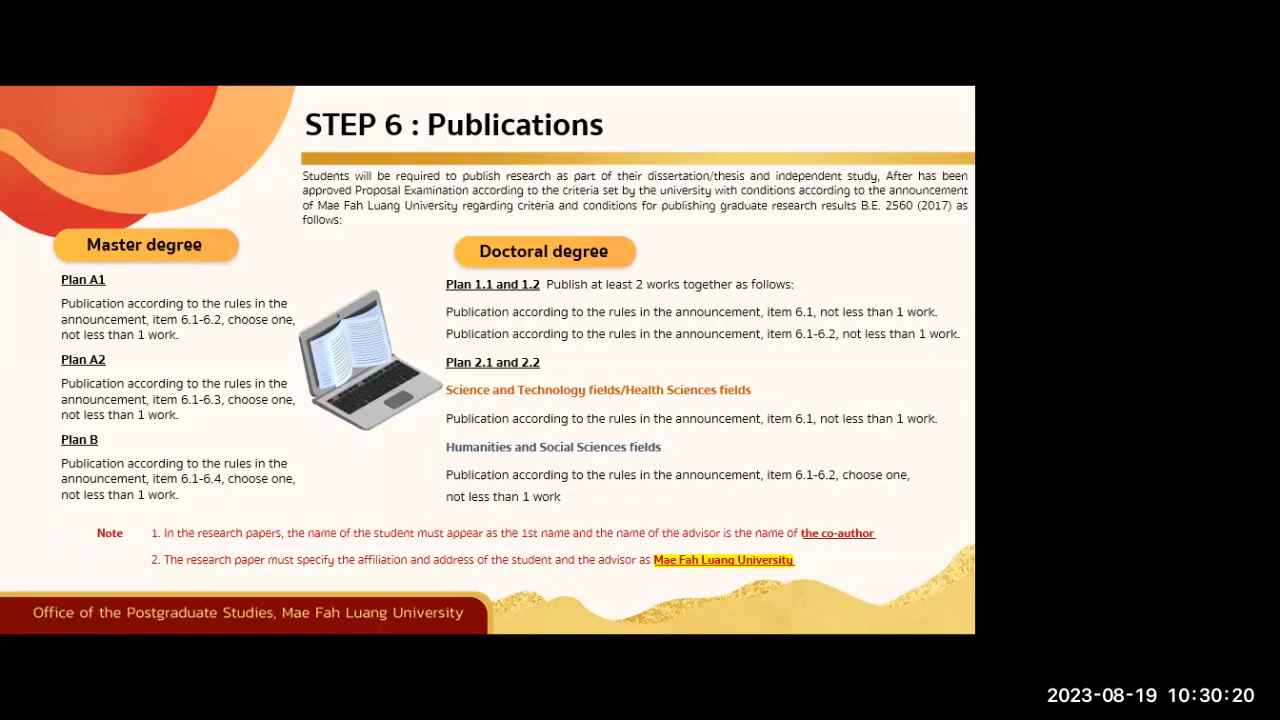 STEP 6 : Publications
Students will be required to publish research as part of their dissertation/thesis and independent study, After has been
approved Proposal Examination according to the criteria set by the university with conditions according to the announcement
of Mae Fah Luang University regarding criteria and conditions for publishing graduate research results B.E. 2560 (2017) as
follows:
Master degree
Plan A1
Publication according to the rules in the
announcement, item 6.1-6.2, choose one,
not less than 1 work.
Plan A2
Publication according to the rules in the
announcement, item 6.1-6.3, choose one,
not less than 1 work.
Plan B
Publication according to the rules in the
announcement, item 6.1-6.4, choose one,
not less than 1 work.
Doctoral degree
Plan 1.1 and 1.2 Publish at least 2 works together as follows:
Publication according to the rules in the announcement, item 6.1, not less than 1 work.
Publication according to the rules in the announcement, item 6.1-6.2, not less than 1 work.
Plan 2.1 and 2.2
Science and Technology fields/Health Sciences fields
Publication according to the rules in the announcement, item 6.1, not less than 1 work.
Humanities and Social Sciences fields
Publication according to the rules in the announcement, item 6.1-6.2, choose one,
not less than 1 work
Note 1. In the research papers, the name of the student must appear as the 1st name and the name of the advisor is the name of the co-author
2. The research paper must specify the affiliation and address of the student and the advisor as Mae Fah Luang University
Office of the Postgraduate Studies, Mae Fah Luang University
2023-08-19 10:30:20